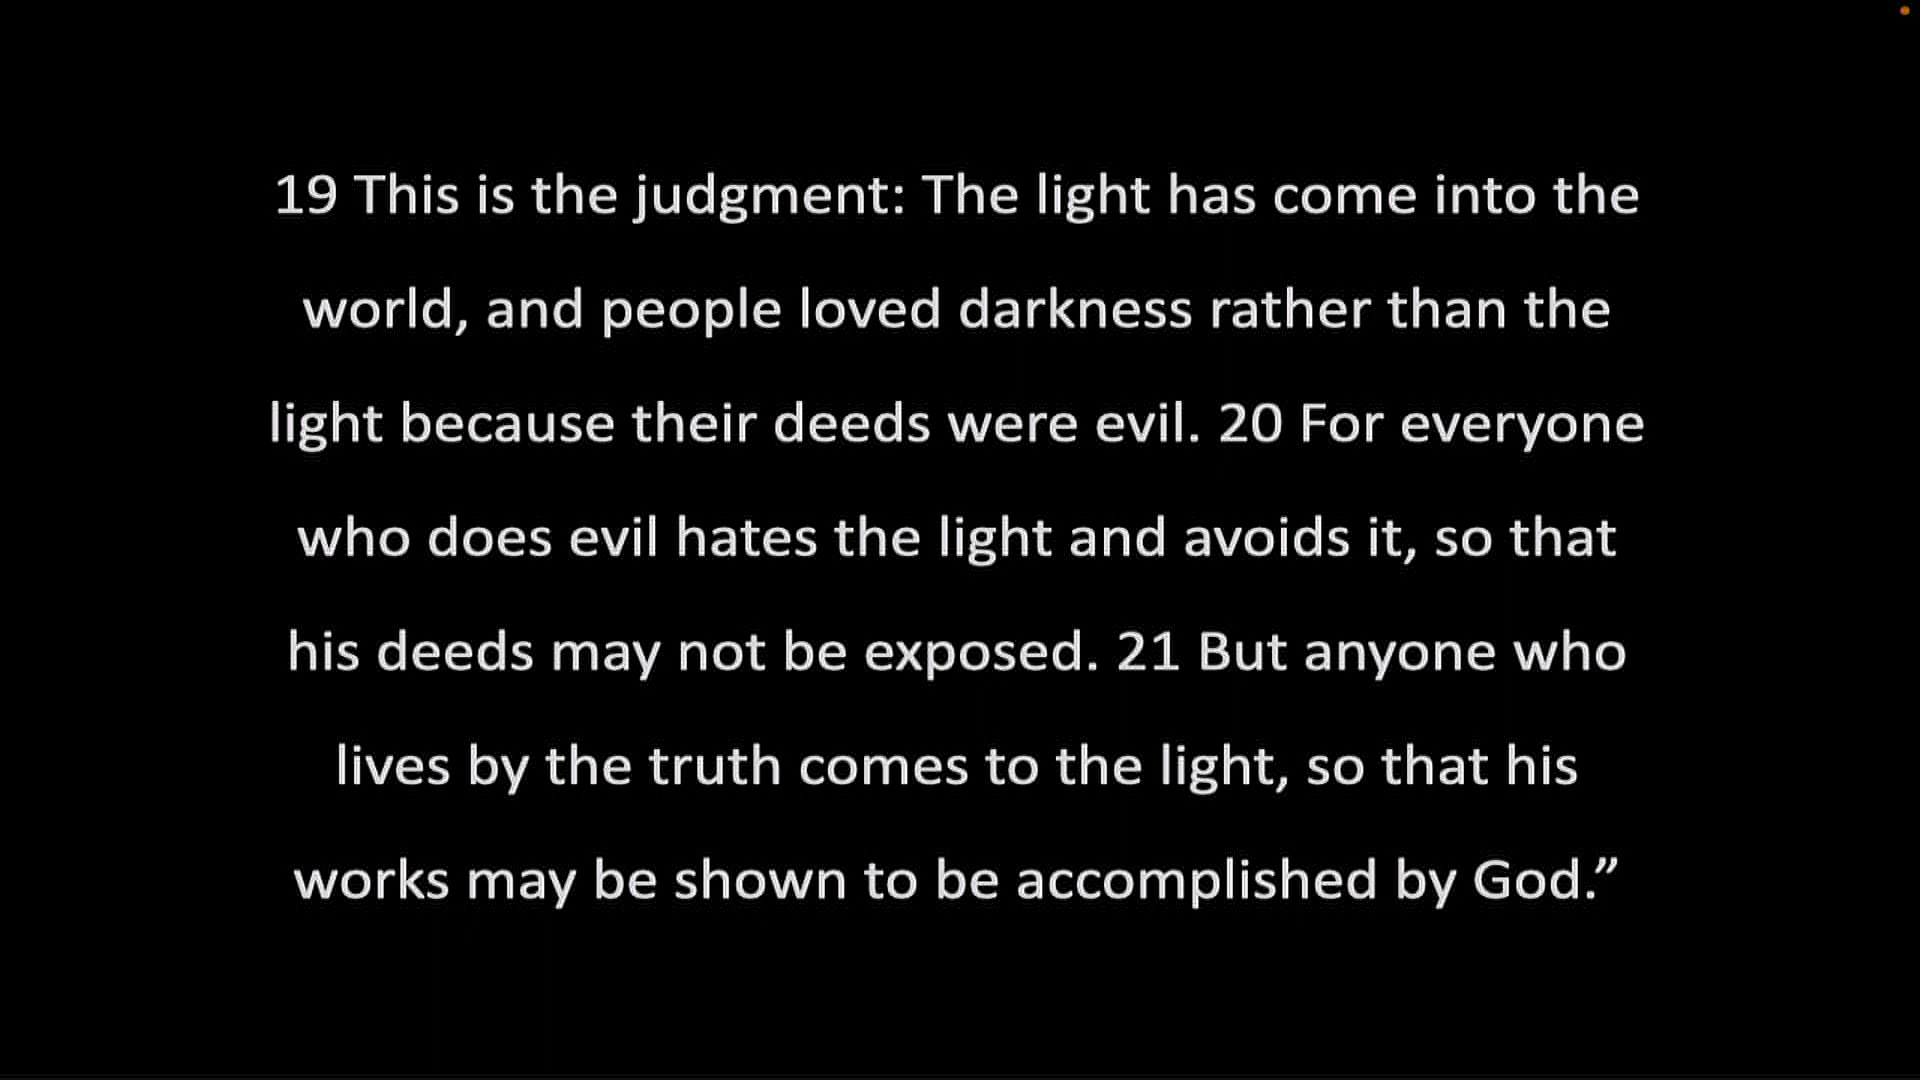 19 This is the judgment: The light has come into the
world, and people loved darkness rather than the
light because their deeds were evil. 20 For everyone
who does evil hates the light and avoids it, so that
his deeds may not be exposed. 21 But anyone who
lives by the truth comes to the light, so that his
works may be shown to be accomplished by God.”